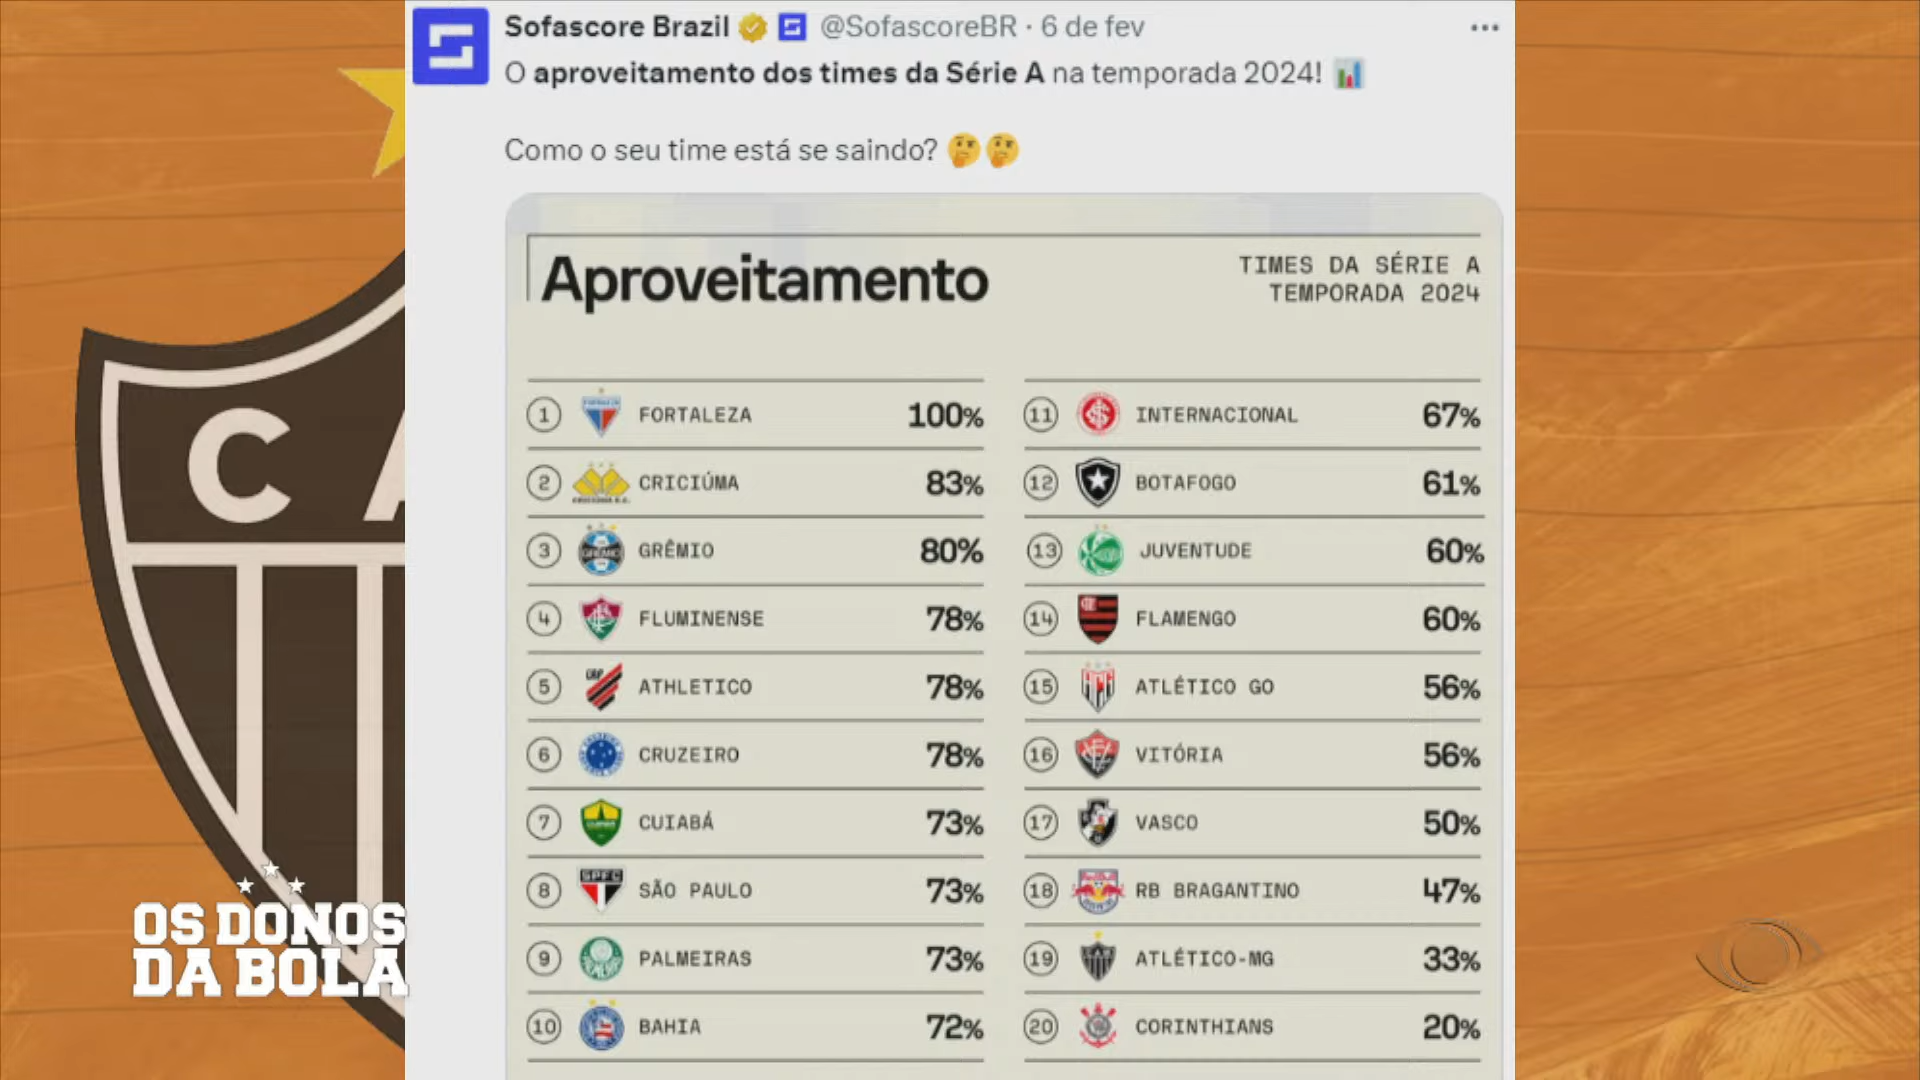 Sofascore Brazil @SofascoreBR · 6 de fev
O aproveitamento dos times da Série A na temporada 2024!
Como o seu time está se saindo?
Aproveitamento
TIMES DA SÉRIE A
TEMPORADA 2024
1 FORTALEZA 100%
2 CRICIÚMA 83%
3 GRÊMIO 80%
4 FLUMINENSE 78%
5 ATHLETICO 78%
6 CRUZEIRO 78%
7 CUIABÁ 73%
8 SÃO PAULO 73%
9 PALMEIRAS 73%
10 BAHIA 72%
11 INTERNACIONAL 67%
12 BOTAFOGO 61%
13 JUVENTUDE 60%
14 FLAMENGO 60%
15 ATLÉTICO GO 56%
16 VITÓRIA 56%
17 VASCO 50%
18 RB BRAGANTINO 47%
19 ATLÉTICO-MG 33%
20 CORINTHIANS 20%
SPFC
C A
OS DONOS
DA BOLA